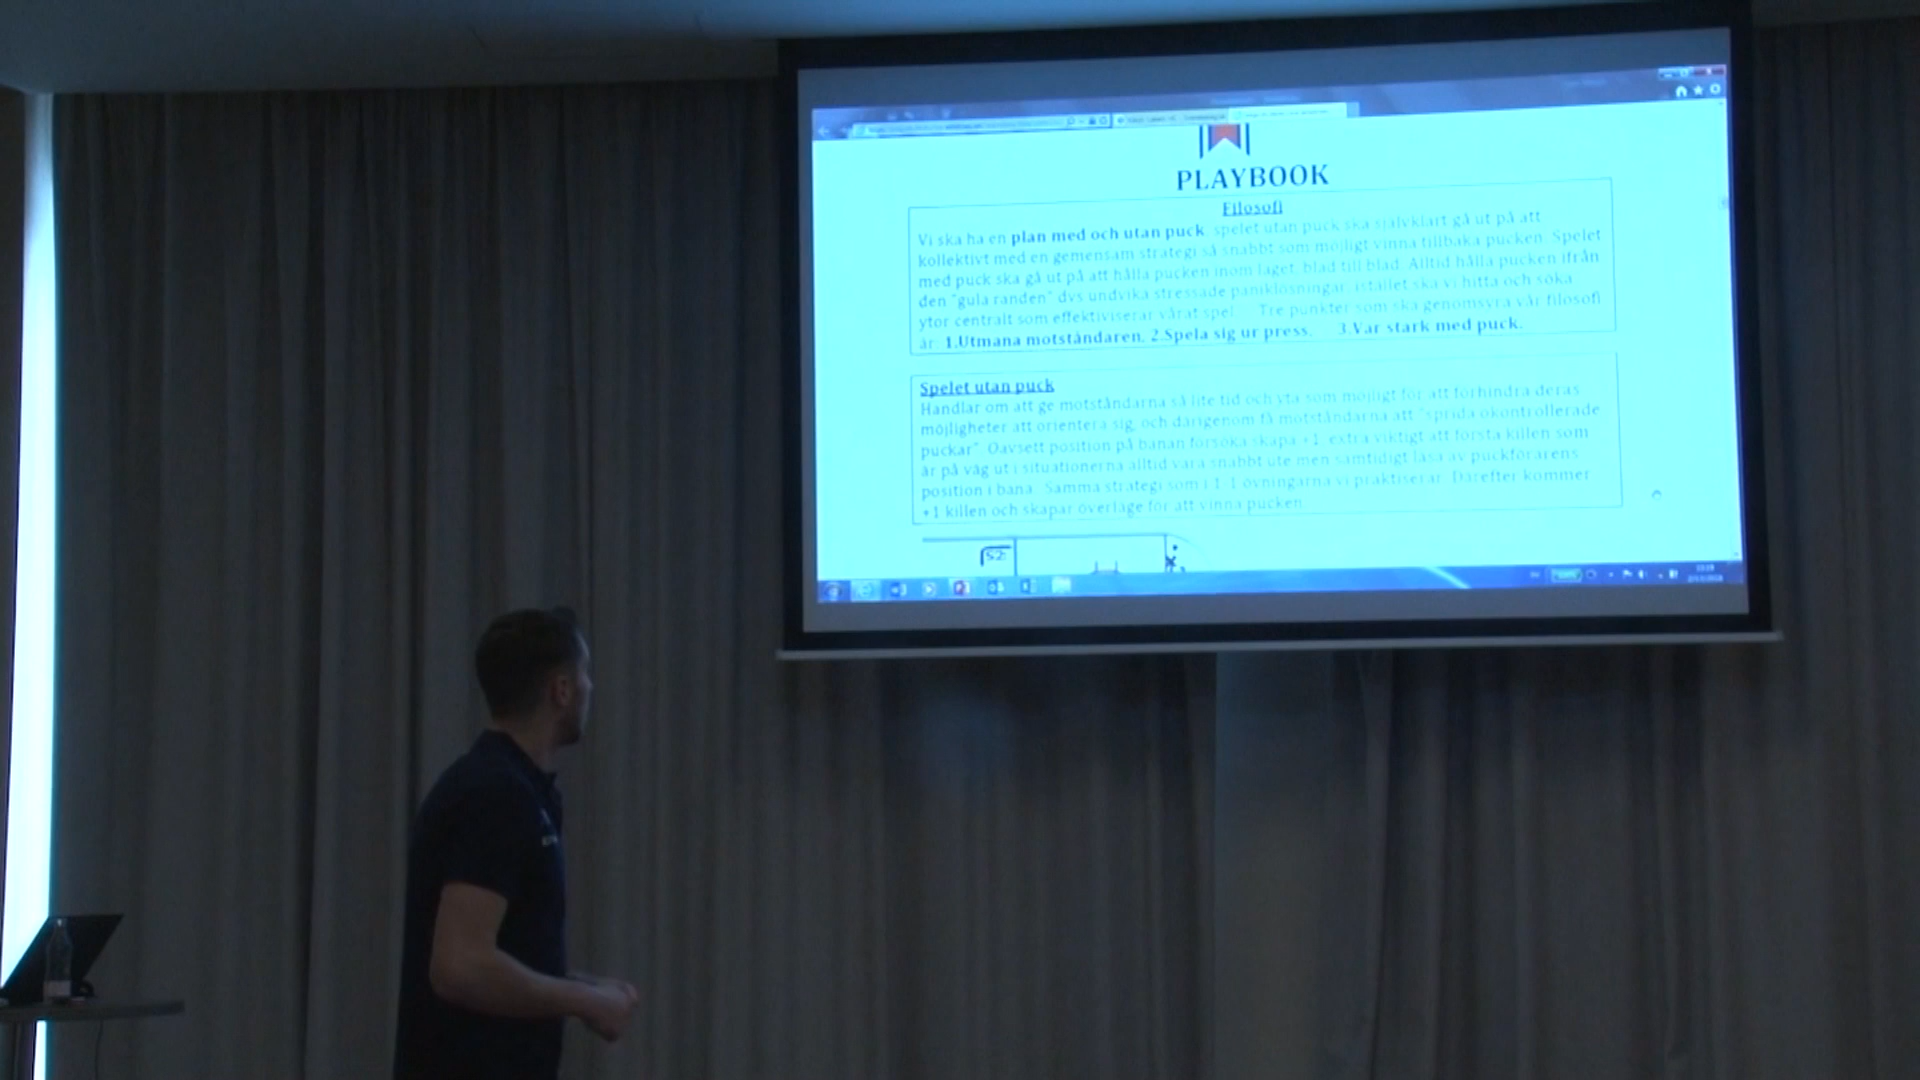 PLAYBOOK
Filosofi
Vi ska ha en plan med och utan puck, spelet utan puck ska självklart gå ut på att
kollektivt med en gemensam strategi så snabbt som möjligt vinna tillbaka pucken. Spelet
med puck ska gå ut på att hålla pucken inom laget, blad till blad. Alltid hålla pucken ifrån
den "gula randen" dvs undvika stressade paniklösningar, istället ska vi hitta och söka
ytor centralt som effektiviserar vårat spel. Tre punkter som ska genomsyra vår filosofi
är: 1.Utmana motståndaren, 2.Spela sig ur press. 3.Var stark med puck.
Spelet utan puck
Handlar om att ge motståndarna så lite tid och yta som möjligt för att förhindra deras
möjligheter att orientera sig, och därigenom få motståndarna att "sprida okontrollerade
puckar". Oavsett position på banan försöka skapa +1, extra viktigt att första killen som
är på väg ut i situationerna alltid vara snabbt ute men samtidigt läsa av puckförarens
position i bana. Samma strategi som i 1-1 övningarna vi praktiserar. Därefter kommer
+1 killen och skapar överläge för att vinna pucken.